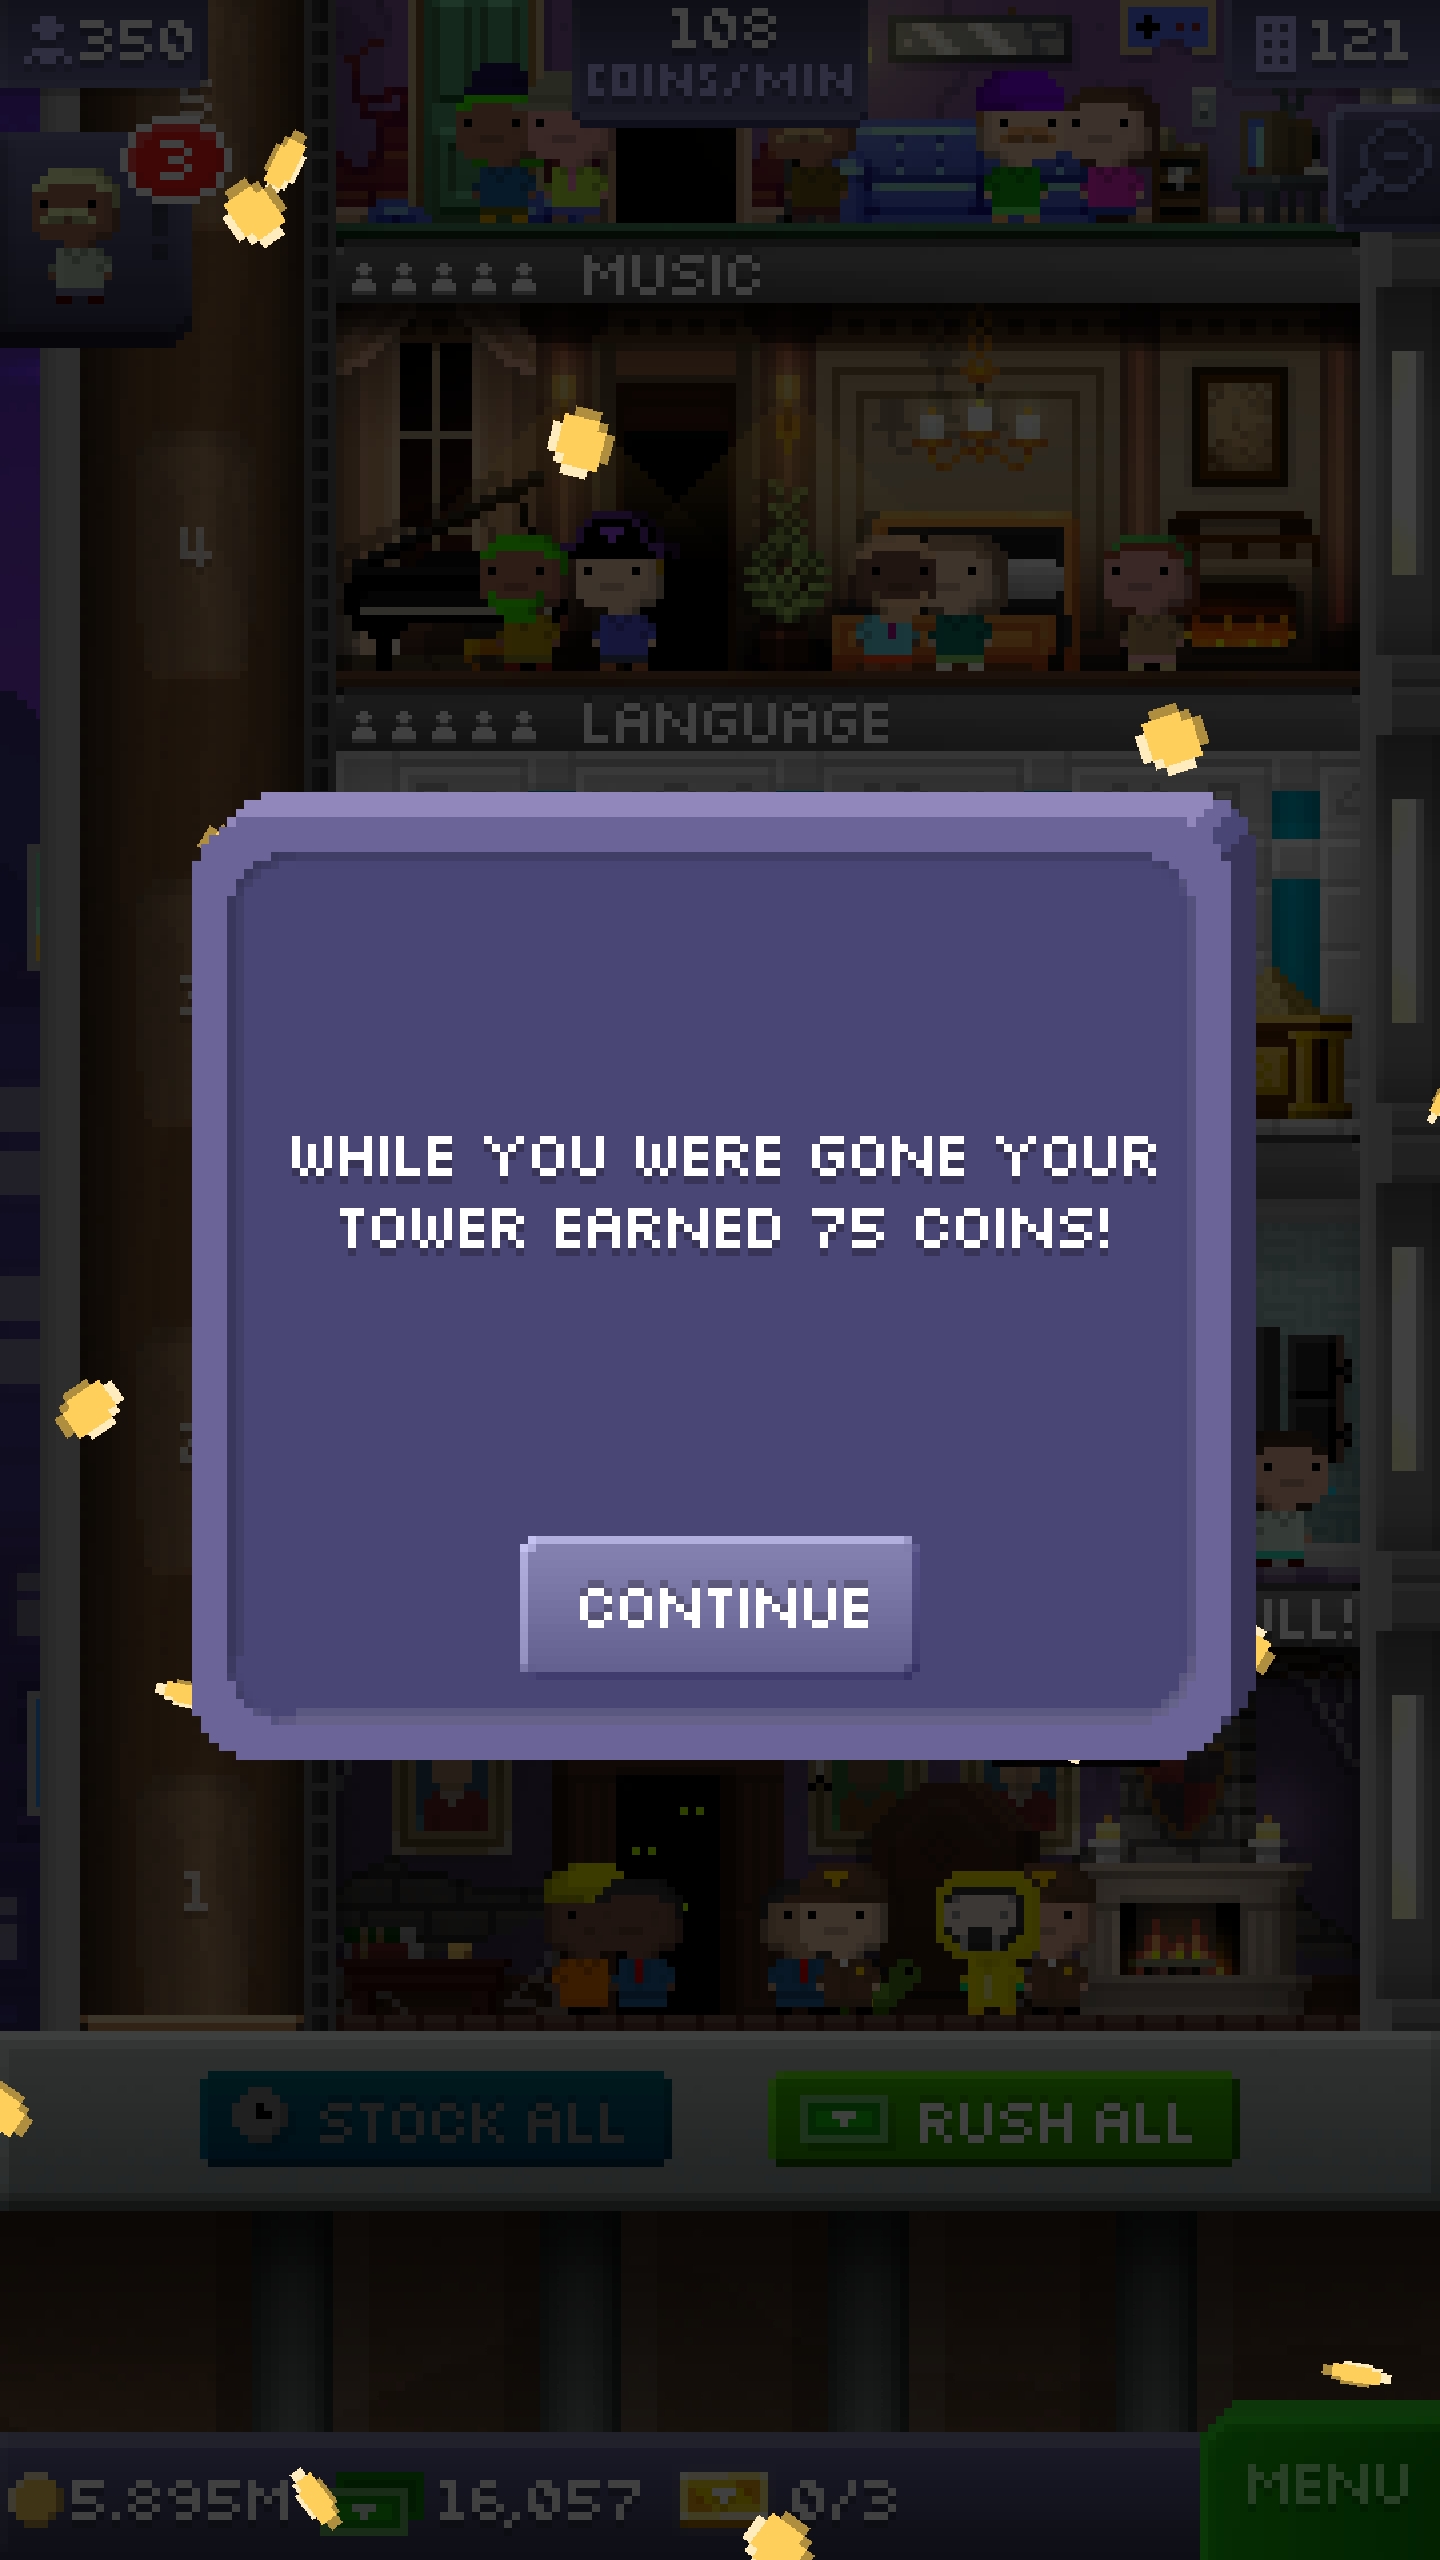 350
108
COINS/MIN
121
5
3
MUSIC
4
LANGUAGE
WHILE YOU WERE GONE YOUR
TOWER EARNED 75 COINS!
CONTINUE
1
STOCK ALL
RUSH ALL
5.895M
16,057
0/3
MENU